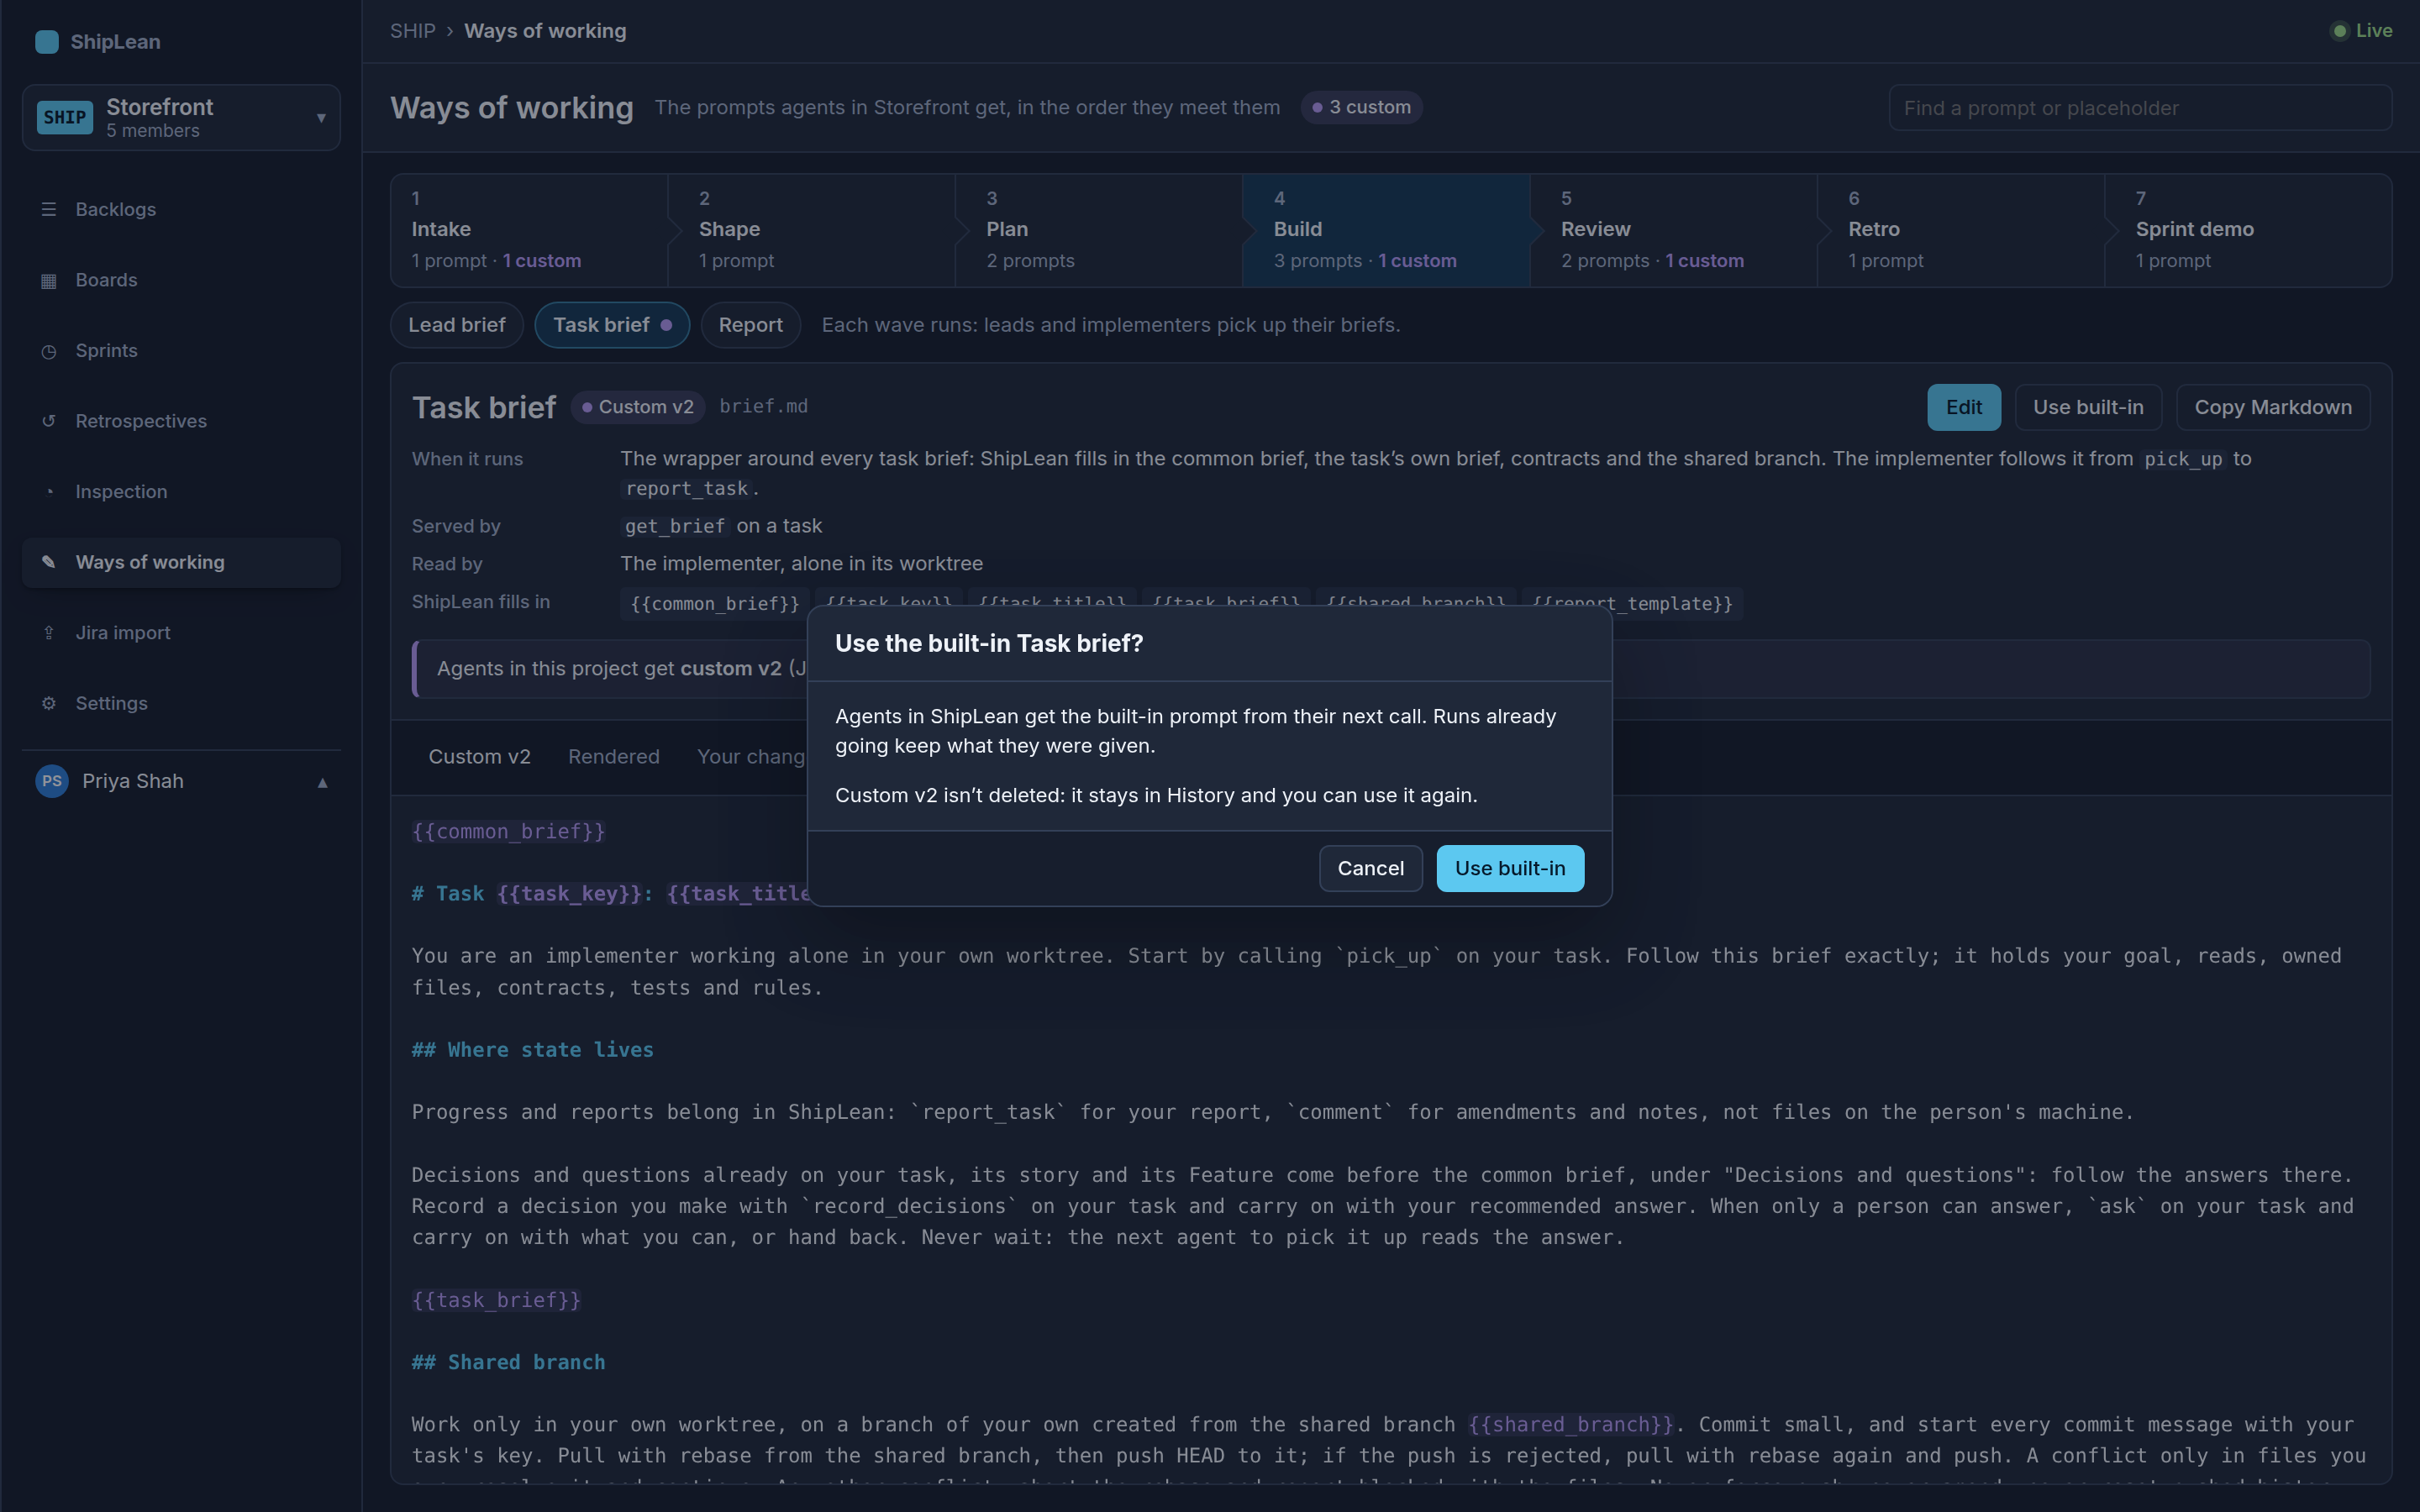 ShipLean
SHIP
Storefront
5 members
Backlogs
Boards
Sprints
Retrospectives
Inspection
Ways of working
Jira import
Settings
PS Priya Shah
SHIP › Ways of working
Live
Ways of working
The prompts agents in Storefront get, in the order they meet them
3 custom
Find a prompt or placeholder
1
Intake
1 prompt · 1 custom
2
Shape
1 prompt
3
Plan
2 prompts
4
Build
3 prompts · 1 custom
5
Review
2 prompts · 1 custom
6
Retro
1 prompt
7
Sprint demo
1 prompt
Lead brief
Task brief
Report
Each wave runs: leads and implementers pick up their briefs.
Task brief
Custom v2
brief.md
Edit
Use built-in
Copy Markdown
When it runs
The wrapper around every task brief: ShipLean fills in the common brief, the task’s own brief, contracts and the shared branch. The implementer follows it from pick_up to
report_task.
Served by
get_brief on a task
Read by
The implementer, alone in its worktree
ShipLean fills in
{{common_brief}} {{task_key}} {{task_title}} {{task_brief}} {{shared_branch}} {{report_template}}
Agents in this project get custom v2 (J
Custom v2
Rendered
Your chang
Use the built-in Task brief?
Agents in ShipLean get the built-in prompt from their next call. Runs already
going keep what they were given.
Custom v2 isn’t deleted: it stays in History and you can use it again.
Cancel
Use built-in
{{common_brief}}
# Task {{task_key}}: {{task_title
You are an implementer working alone in your own worktree. Start by calling `pick_up` on your task. Follow this brief exactly; it holds your goal, reads, owned
files, contracts, tests and rules.
## Where state lives
Progress and reports belong in ShipLean: `report_task` for your report, `comment` for amendments and notes, not files on the person's machine.
Decisions and questions already on your task, its story and its Feature come before the common brief, under "Decisions and questions": follow the answers there.
Record a decision you make with `record_decisions` on your task and carry on with your recommended answer. When only a person can answer, `ask` on your task and
carry on with what you can, or hand back. Never wait: the next agent to pick it up reads the answer.
{{task_brief}}
## Shared branch
Work only in your own worktree, on a branch of your own created from the shared branch {{shared_branch}}. Commit small, and start every commit message with your
task's key. Pull with rebase from the shared branch, then push HEAD to it; if the push is rejected, pull with rebase again and push. A conflict only in files you